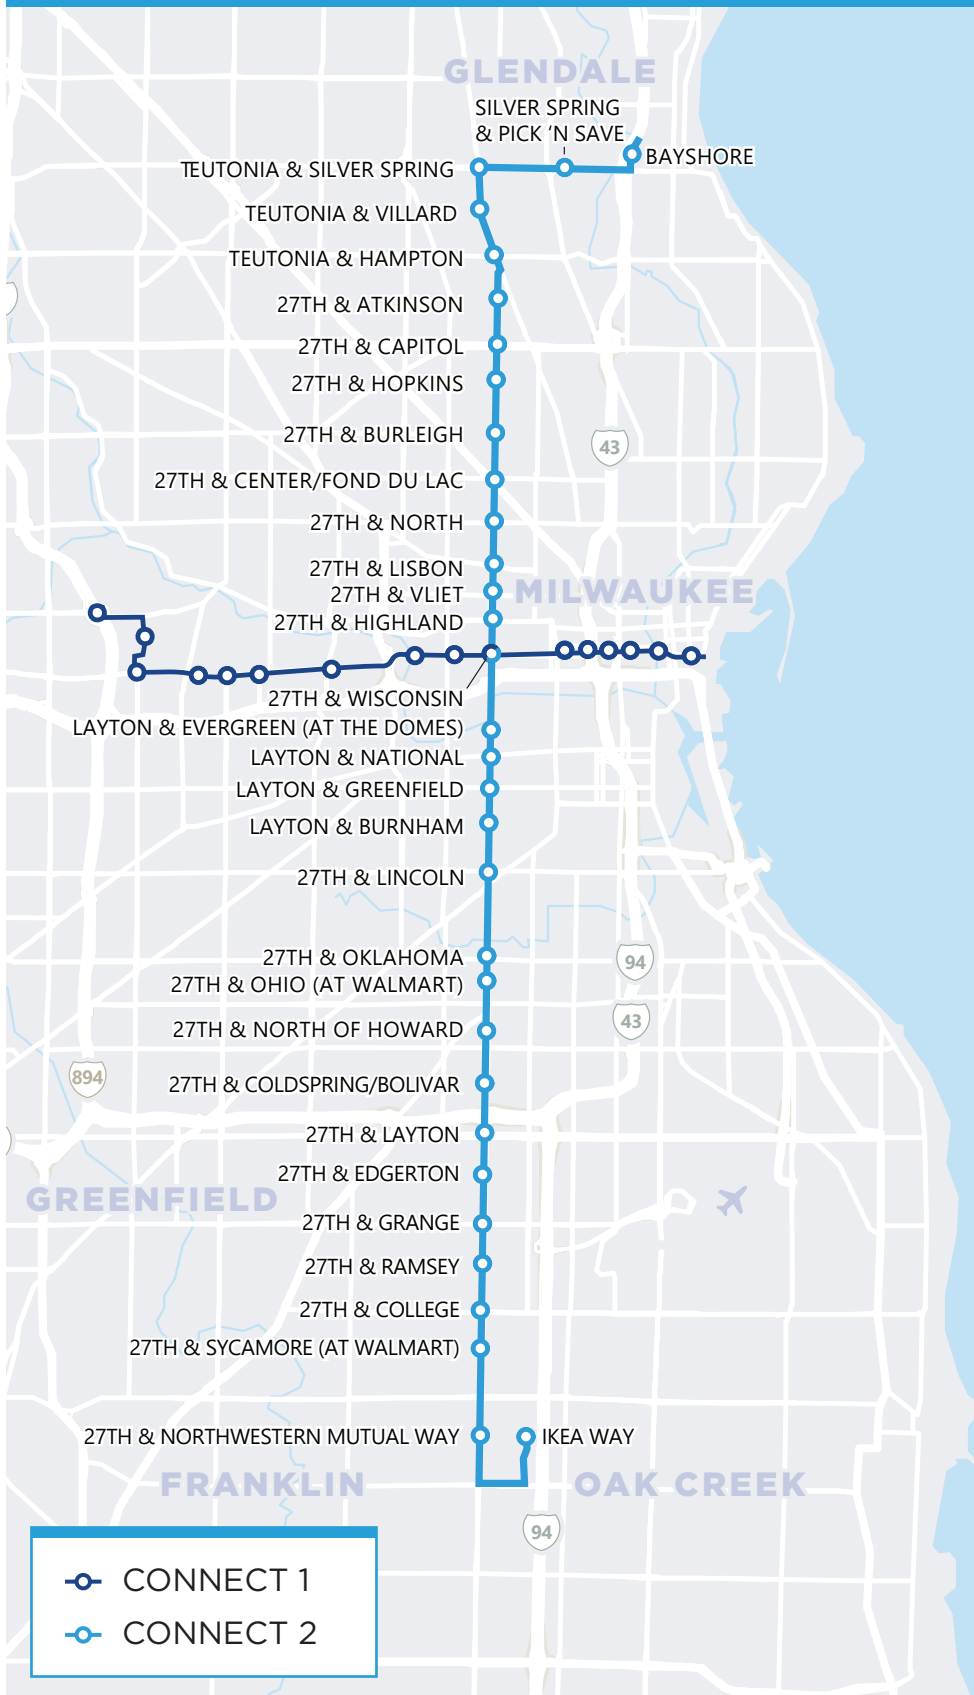 GLENDALE
SILVER SPRING
& PICK 'N SAVE
BAYSHORE
TEUTONIA & SILVER SPRING
TEUTONIA & VILLARD
TEUTONIA & HAMPTON
27TH & ATKINSON
27TH & CAPITOL
27TH & HOPKINS
27TH & BURLEIGH
43
27TH & CENTER/FOND DU LAC
27TH & NORTH
27TH & LISBON
MILWAUKEE
27TH & VLIET
27TH & HIGHLAND
27TH & WISCONSIN
LAYTON & EVERGREEN (AT THE DOMES)
LAYTON & NATIONAL
LAYTON & GREENFIELD
LAYTON & BURNHAM
27TH & LINCOLN
27TH & OKLAHOMA
94
27TH & OHIO (AT WALMART)
43
27TH & NORTH OF HOWARD
894
27TH & COLDSPRING/BOLIVAR
27TH & LAYTON
27TH & EDGERTON
GREENFIELD
27TH & GRANGE
27TH & RAMSEY
27TH & COLLEGE
27TH & SYCAMORE (AT WALMART)
27TH & NORTHWESTERN MUTUAL WAY
IKEA WAY
FRANKLIN
OAK CREEK
94
CONNECT 1
CONNECT 2